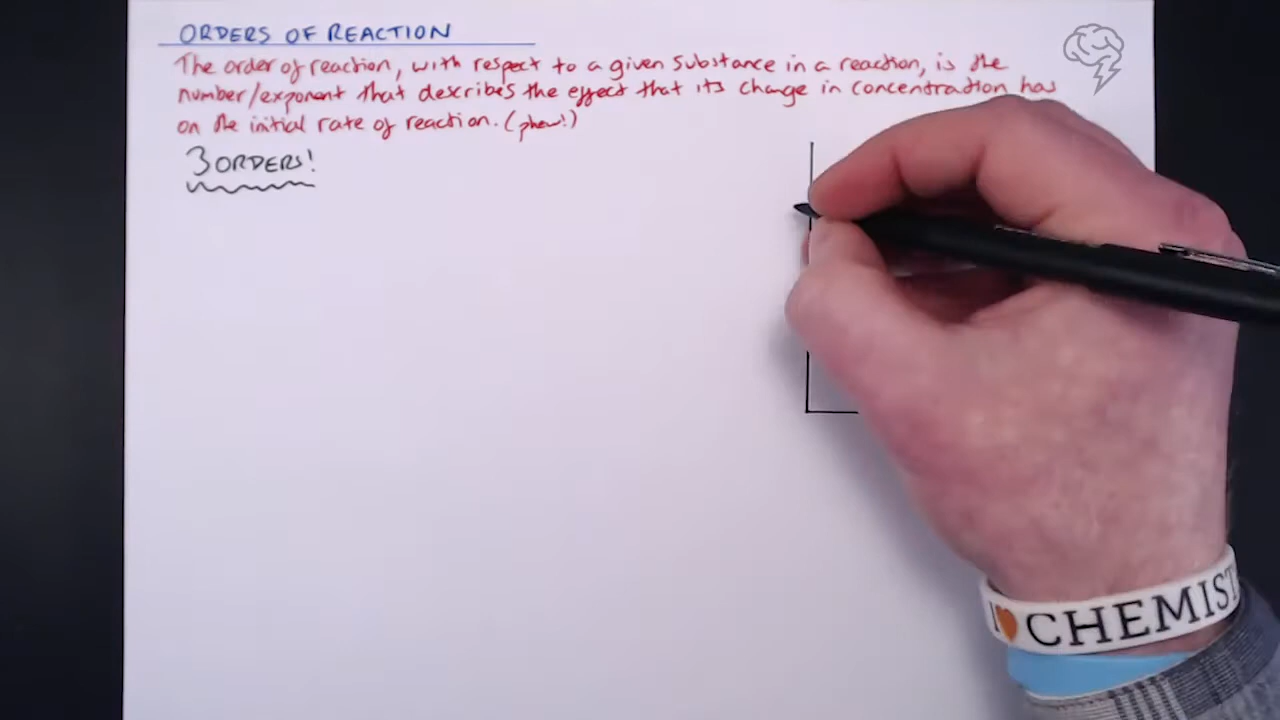 ORDERS OF REACTION
The order of reaction, with respect to a given substance in a reaction, is the
number/exponent that describes the effect that its change in concentration has
on the initial rate of reaction. (phew!)
3 ORDERS!
I CHEMIST